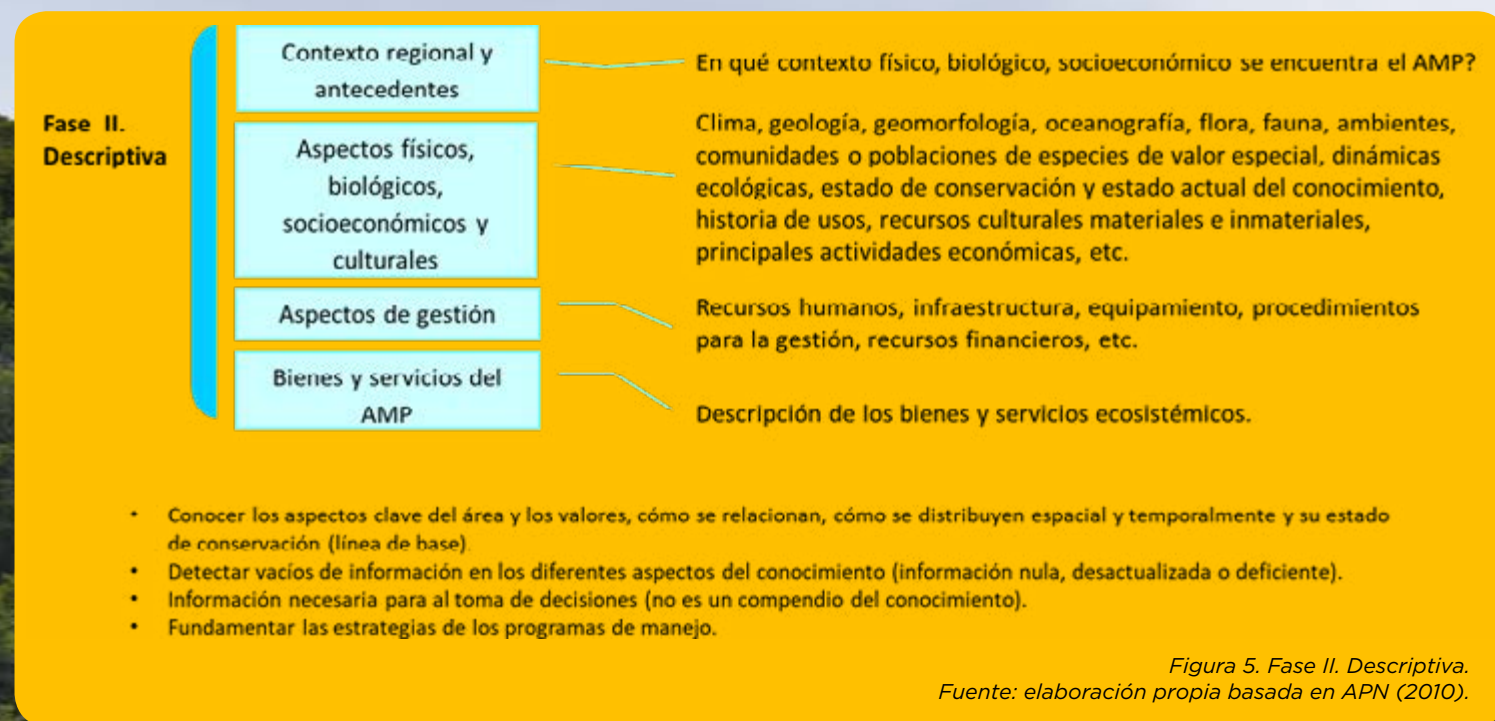 Fase II.
Descriptiva
Contexto regional y
antecedentes
En qué contexto físico, biológico, socioeconómico se encuentra el AMP?
Aspectos físicos,
biológicos,
socioeconómicos y
culturales
Clima, geología, geomorfología, oceanografía, flora, fauna, ambientes,
comunidades o poblaciones de especies de valor especial, dinámicas
ecológicas, estado de conservación y estado actual del conocimiento,
historia de usos, recursos culturales materiales e inmateriales,
principales actividades económicas, etc.
Aspectos de gestión
Recursos humanos, infraestructura, equipamiento, procedimientos
para la gestión, recursos financieros, etc.
Bienes y servicios del
AMP
Descripción de los bienes y servicios ecosistémicos.
• Conocer los aspectos clave del área y los valores, cómo se relacionan, cómo se distribuyen espacial y temporalmente y su estado
de conservación (línea de base).
• Detectar vacíos de información en los diferentes aspectos del conocimiento (información nula, desactualizada o deficiente).
• Información necesaria para al toma de decisiones (no es un compendio del conocimiento).
• Fundamentar las estrategias de los programas de manejo.
Figura 5. Fase II. Descriptiva.
Fuente: elaboración propia basada en APN (2010).